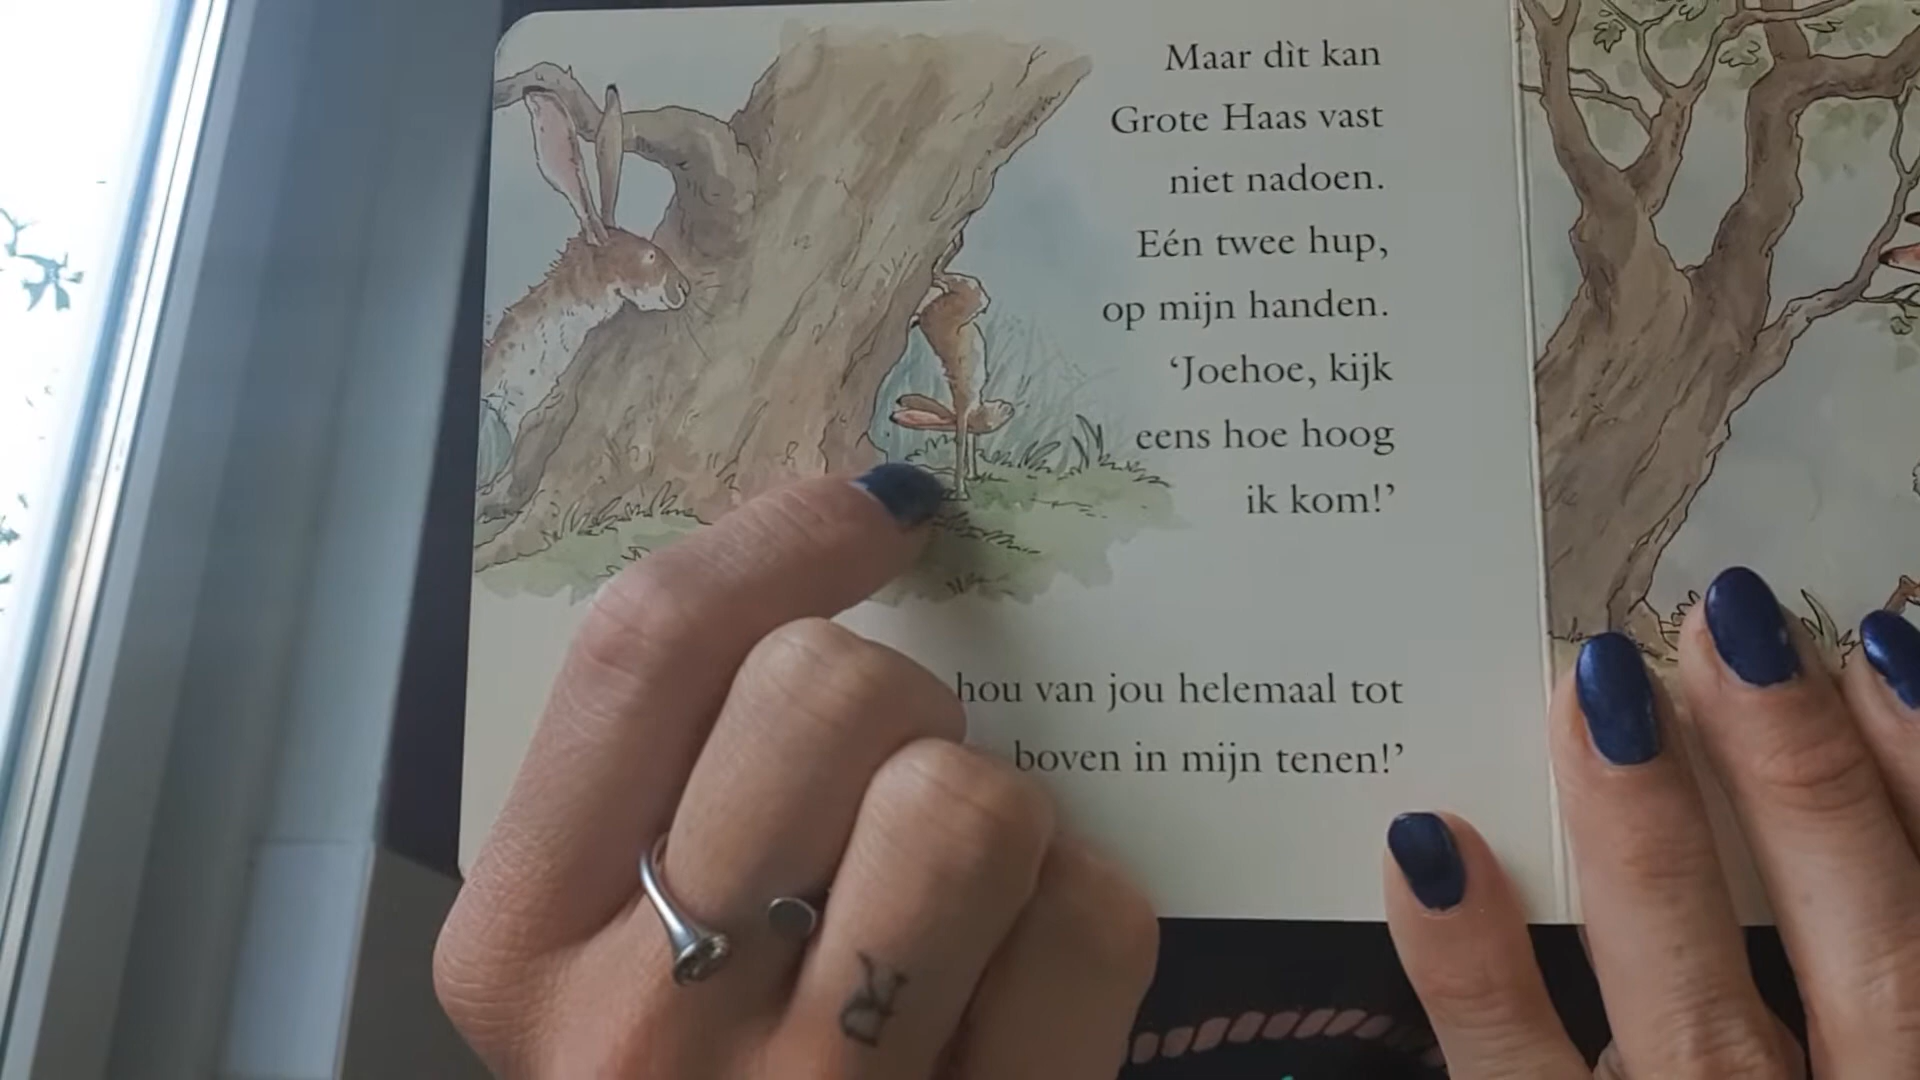 Maar dìt kan
Grote Haas vast
niet nadoen.
Eén twee hup,
op mijn handen.
‘Joehoe, kijk
eens hoe hoog
ik kom!’
hou van jou helemaal tot
boven in mijn tenen!’
R